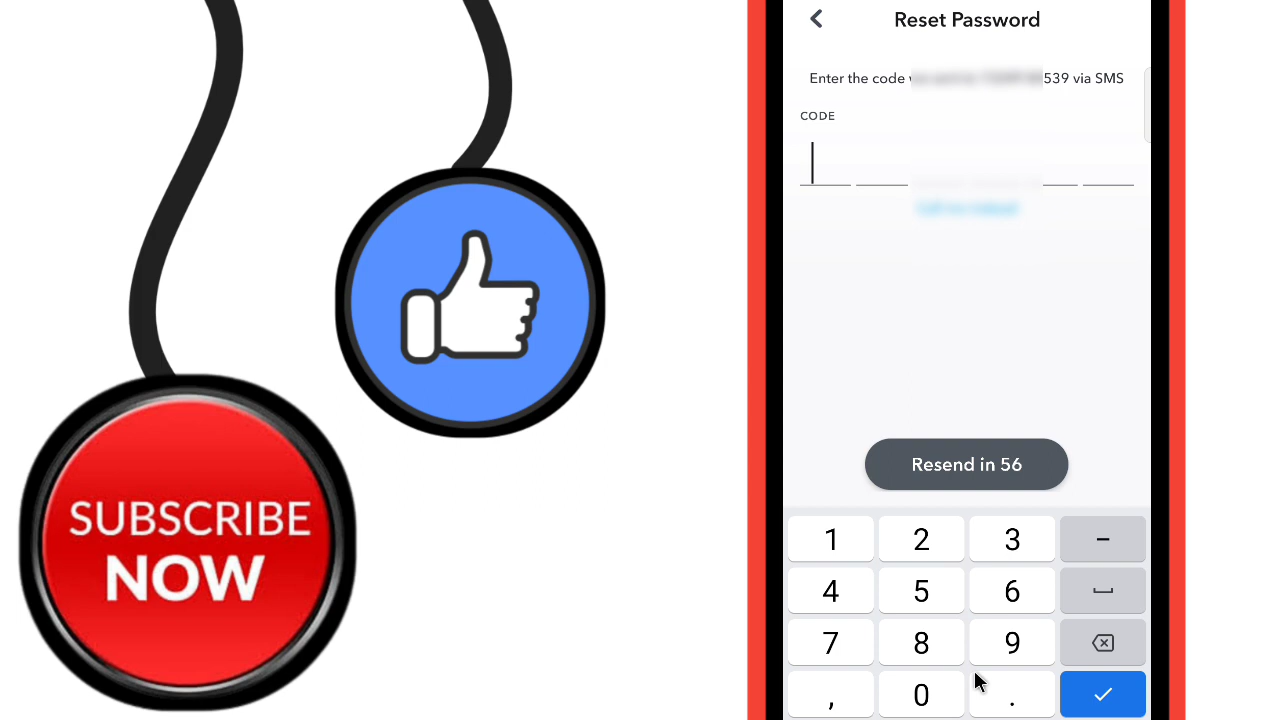 SUBSCRIBE
NOW
Reset Password
Enter the code 539 via SMS
CODE
Resend in 56
1 2 3 –
4 5 6
7 8 9
, 0 .